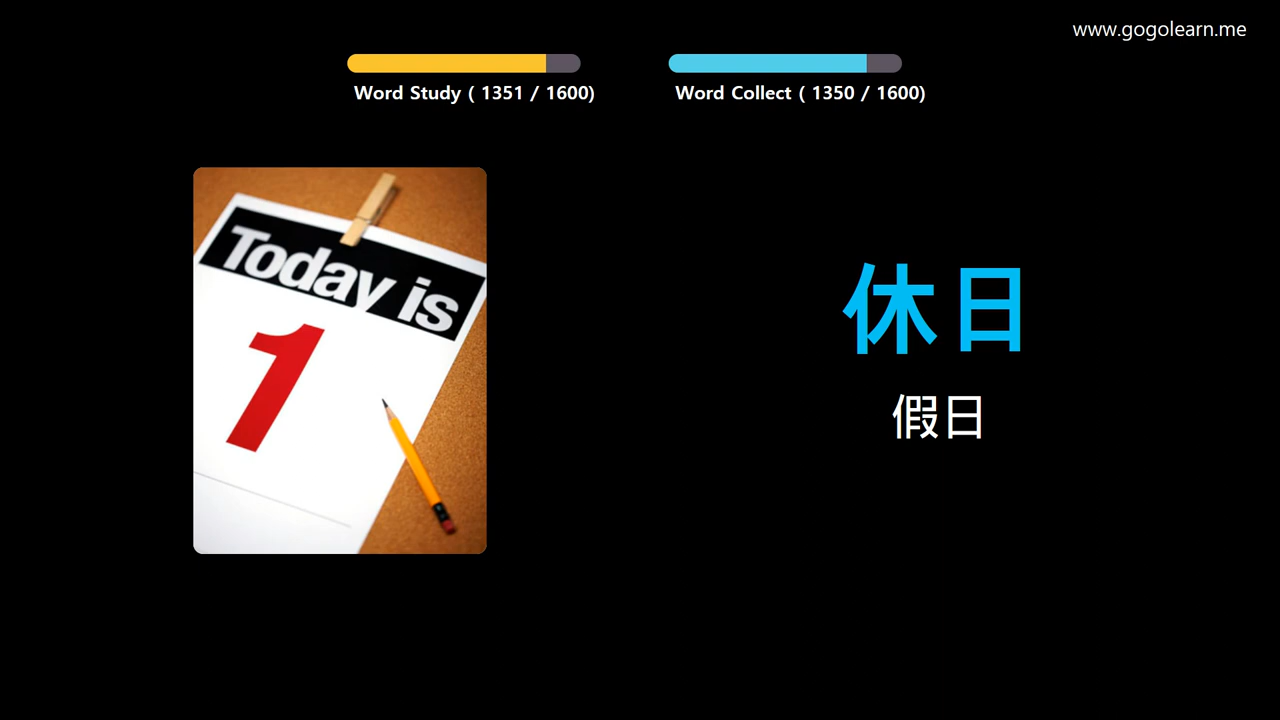 www.gogolearn.me
Word Study ( 1351 / 1600)
Word Collect ( 1350 / 1600)
Today is
1
休日
假日